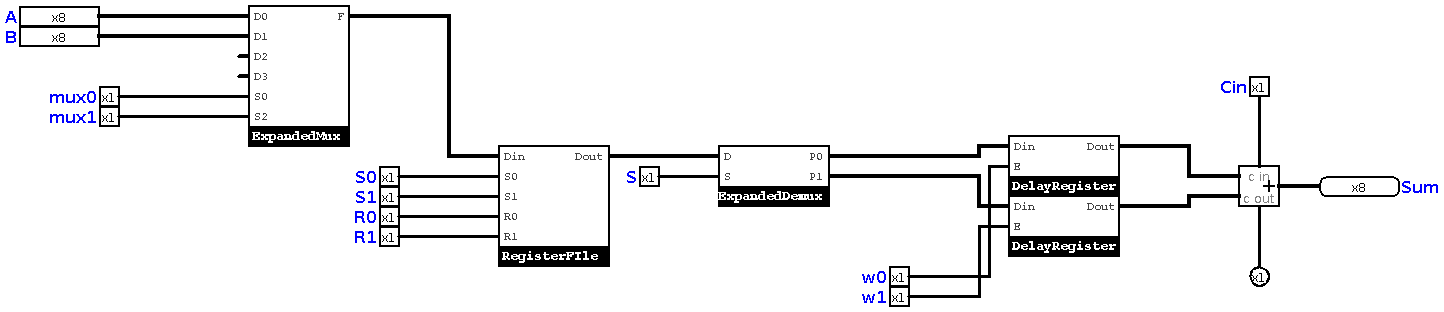 A x8
B x8
mux0 x1
mux1 x1
D0 F
D1
D2
D3
S0
S2
ExpandedMux
S0 x1
S1 x1
R0 x1
R1 x1
Din Dout
S0
S1
R0
R1
RegisterFIle
S x1
D P0
S P1
ExpandedDemux
w0 x1
w1 x1
Din Dout
E
DelayRegister
Din Dout
E
DelayRegister
Cin x1
c in
+
c out
x1
x8 Sum